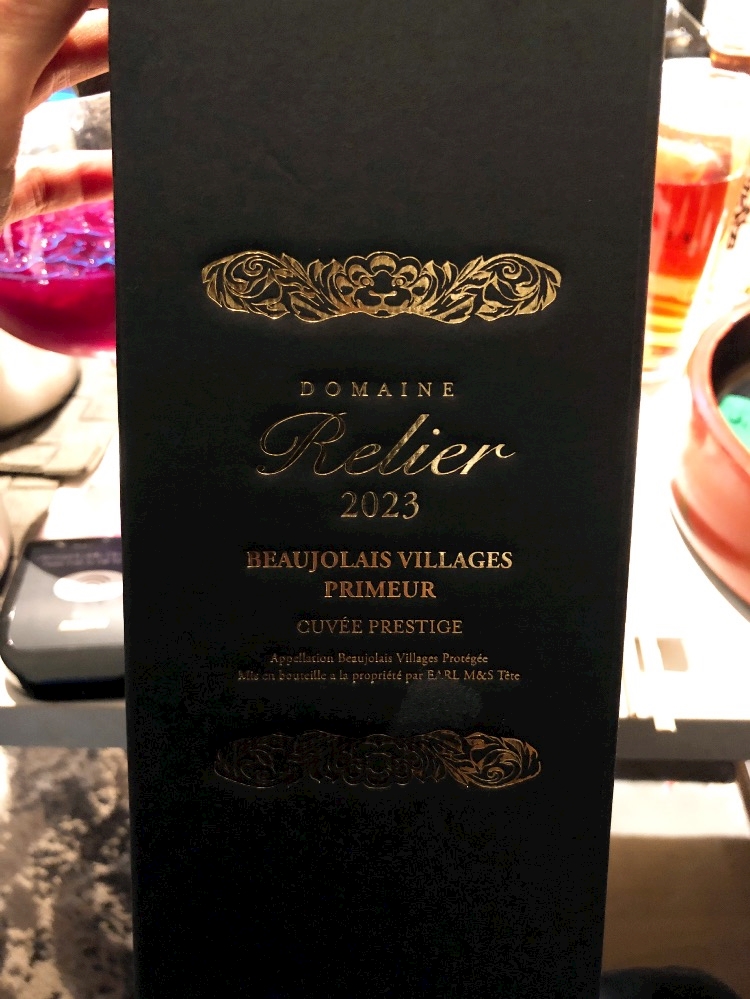 DOMAINE
Relier
2023
BEAUJOLAIS VILLAGES
PRIMEUR
CUVÉE PRESTIGE
Appellation Beaujolais Villages Protégée
Mis en bouteille a la propriété par EARL M&S Tête